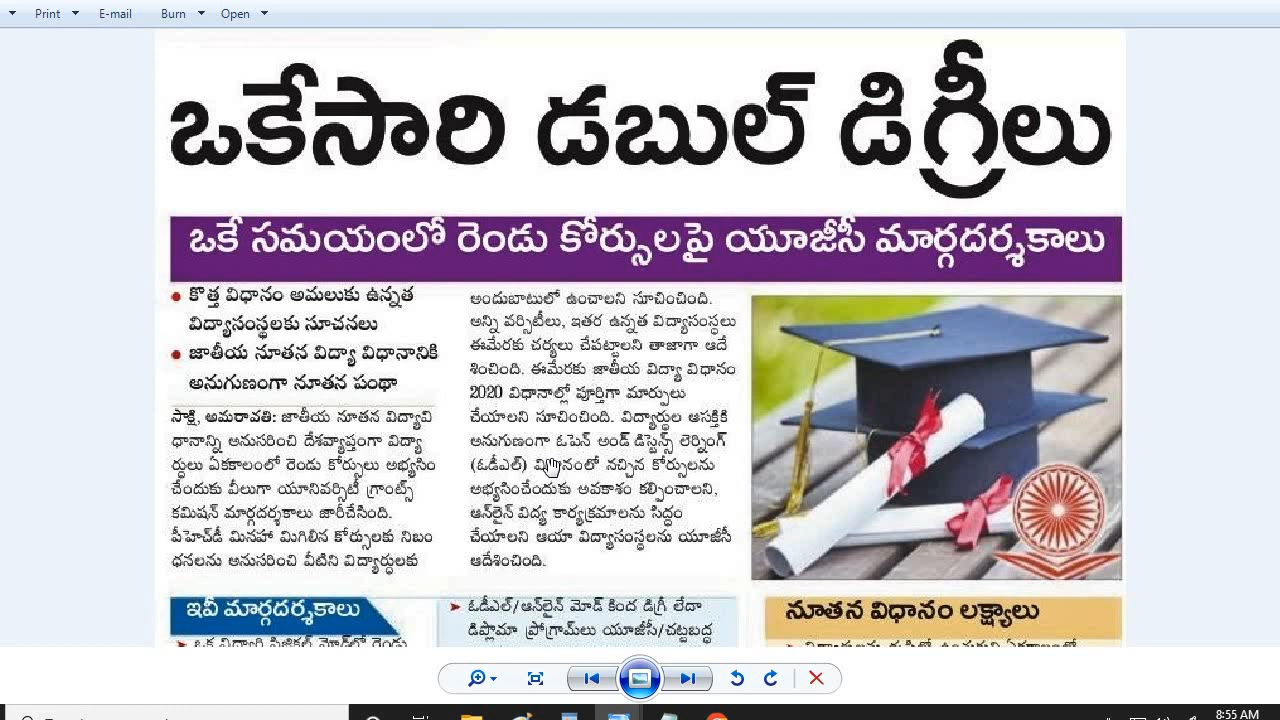 Print
E-mail
Burn
Open
ఒకేసారి డబుల్ డిగ్రీలు
ఒకే సమయంలో రెండు కోర్సులపై యూజీసీ మార్గదర్శకాలు
కొత్త విధానం అమలుకు ఉన్నత
విద్యాసంస్థలకు సూచనలు
జాతీయ నూతన విద్యా విధానానికి
అనుగుణంగా నూతన పంథా
సాక్షి, అమరావతి: జాతీయ నూతన విద్యావి
ధానాన్ని అనుసరించి దేశవ్యాప్తంగా విద్యా
ర్థులు ఏకకాలంలో రెండు కోర్సులు అభ్యసిం
చేందుకు వీలుగా యూనివర్సిటీ గ్రాంట్స్
కమిషన్ మార్గదర్శకాలు జారీచేసింది.
పీహెచ్‌డీ మినహా మిగిలిన కోర్సులకు నిబం
ధనలను అనుసరించి వీటిని విద్యార్థులకు
అందుబాటులో ఉంచాలని సూచించింది.
అన్ని వర్సిటీలు, ఇతర ఉన్నత విద్యాసంస్థలు
ఈమేరకు చర్యలు చేపట్టాలని తాజాగా ఆదే
శించింది. ఈమేరకు జాతీయ విద్యా విధానం
2020 విధానాల్లో పూర్తిగా మార్పులు
చేయాలని సూచించింది. విద్యార్థుల ఆసక్తికి
అనుగుణంగా ఓపెన్ అండ్ డిస్టెన్స్ లెర్నింగ్
(ఓడీఎల్) విధానంతో నచ్చిన కోర్సులను
అభ్యసించేందుకు అవకాశం కల్పించాలని,
ఆన్‌లైన్ విద్య కార్యక్రమాలను సిద్ధం
చేయాలని ఆయా విద్యాసంస్థలను యూజీసీ
ఆదేశించింది.
ఇవీ మార్గదర్శకాలు
ఓడీఎల్/ఆన్‌లైన్ మోడ్ కింద డిగ్రీ లేదా
డిప్లొమా ప్రోగ్రామ్‌లు యూజీసీ/చట్టబద్ధ
నూతన విధానం లక్ష్యాలు
8:55 AM